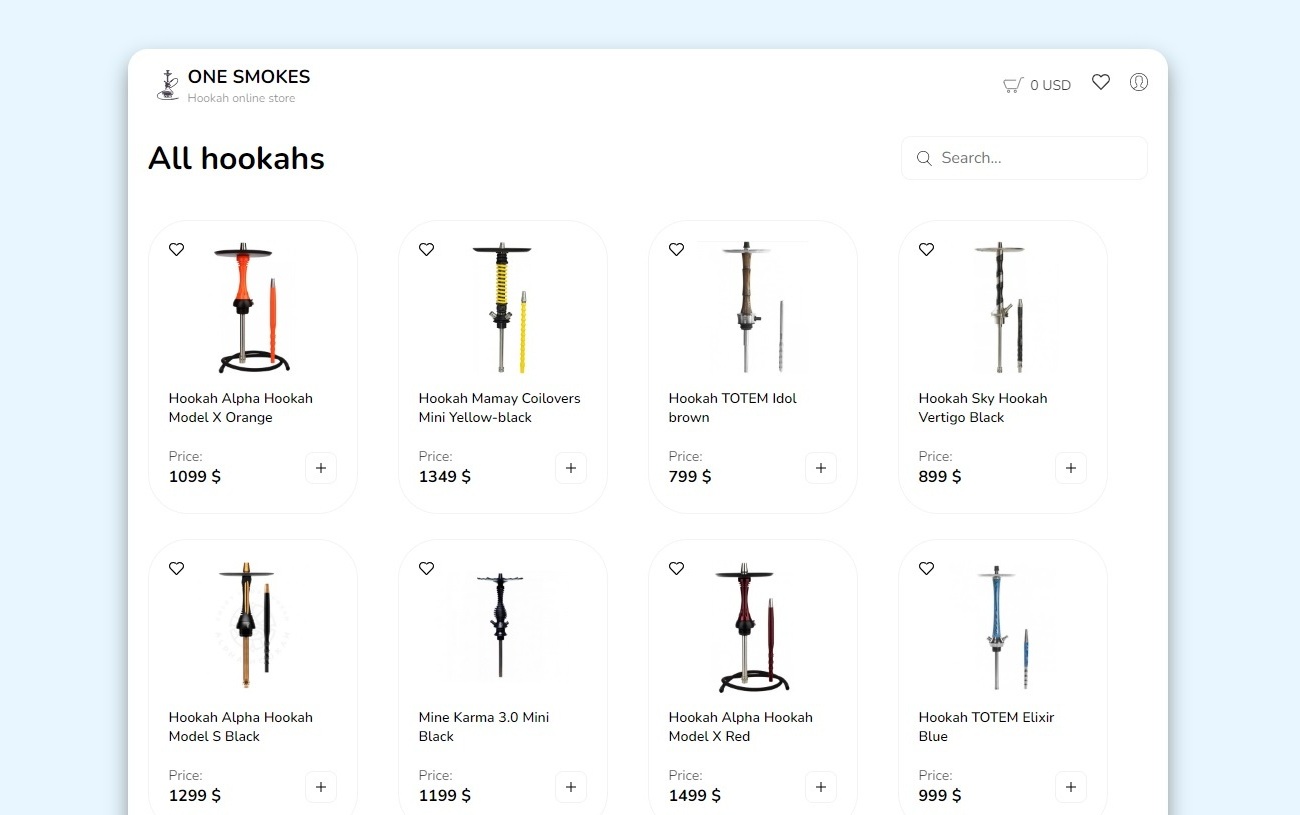 ONE SMOKES
Hookah online store
0 USD
All hookahs
Search...
Hookah Alpha Hookah
Model X Orange
Price:
1099 $
Hookah Mamay Coilovers
Mini Yellow-black
Price:
1349 $
Hookah TOTEM Idol
brown
Price:
799 $
Hookah Sky Hookah
Vertigo Black
Price:
899 $
Hookah Alpha Hookah
Model S Black
Price:
1299 $
Mine Karma 3.0 Mini
Black
Price:
1199 $
Hookah Alpha Hookah
Model X Red
Price:
1499 $
Hookah TOTEM Elixir
Blue
Price:
999 $